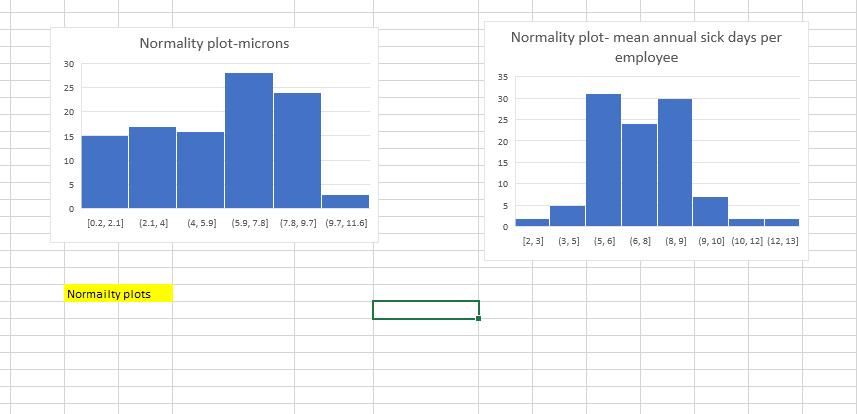 Normality plot-microns
30
25
20
15
10
5
0
[0.2, 2.1] (2.1, 4] (4, 5.9] (5.9, 7.8] (7.8, 9.7] (9.7, 11.6]
Normality plot- mean annual sick days per
employee
35
30
25
20
15
10
5
0
[2, 3] (3, 5] (5, 6] (6, 8] (8, 9] (9, 10] (10, 12] (12, 13]
Normailty plots